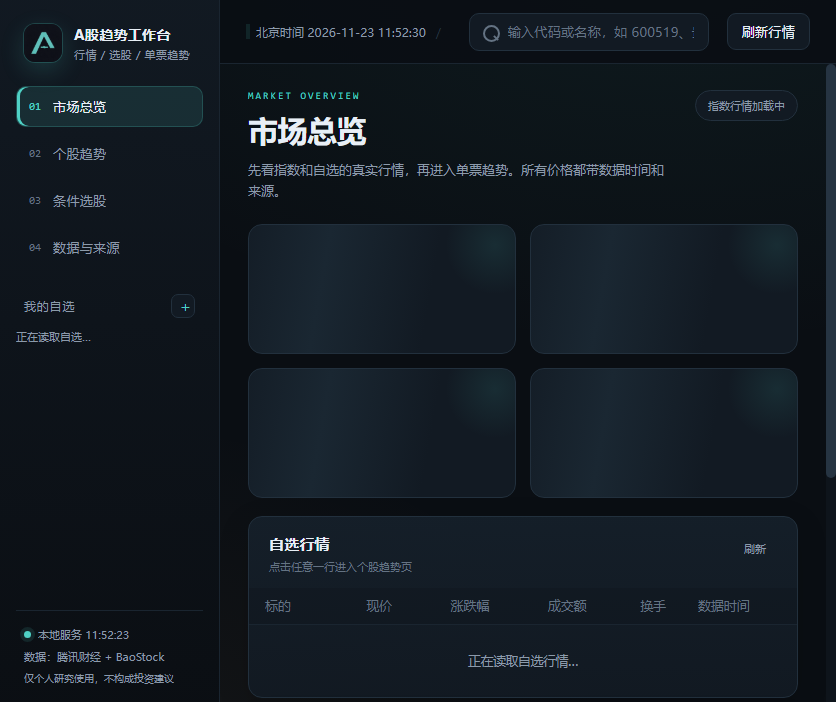 A股趋势工作台
行情 / 选股 / 单票趋势
01 市场总览
02 个股趋势
03 条件选股
04 数据与来源
我的自选 +
正在读取自选...
本地服务 11:52:23
数据：腾讯财经 + BaoStock
仅个人研究使用，不构成投资建议
北京时间 2026-11-23 11:52:30 /
输入代码或名称，如 600519、
刷新行情
MARKET OVERVIEW
市场总览
指数行情加载中
先看指数和自选的真实行情，再进入单票趋势。所有价格都带数据时间和
来源。
自选行情
点击任意一行进入个股趋势页
刷新
标的 现价 涨跌幅 成交额 换手 数据时间
正在读取自选行情...